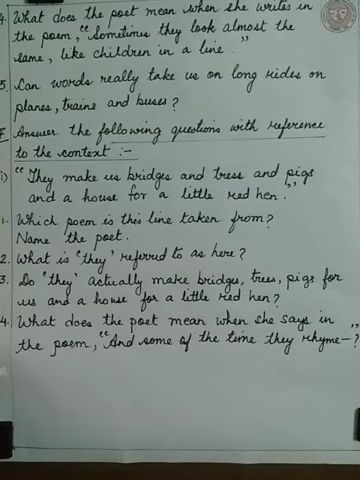 4. What does the poet mean when she writes in
the poem, "Sometimes they look almost the
same, like children in a line."
5. Can words really take us on long rides on
planes, trains and buses?
F Answer the following questions with reference
to the context :-
i) "They make us bridges and tress and pigs
and a house for a little red hen."
1. Which poem is this line taken from?
Name the poet.
2. What is 'they' referred to as here?
3. Do 'they' actually make bridges, trees, pigs for
us and a house for a little red hen?
4. What does the poet mean when she says in
the poem, "And some of the time they rhyme—"?